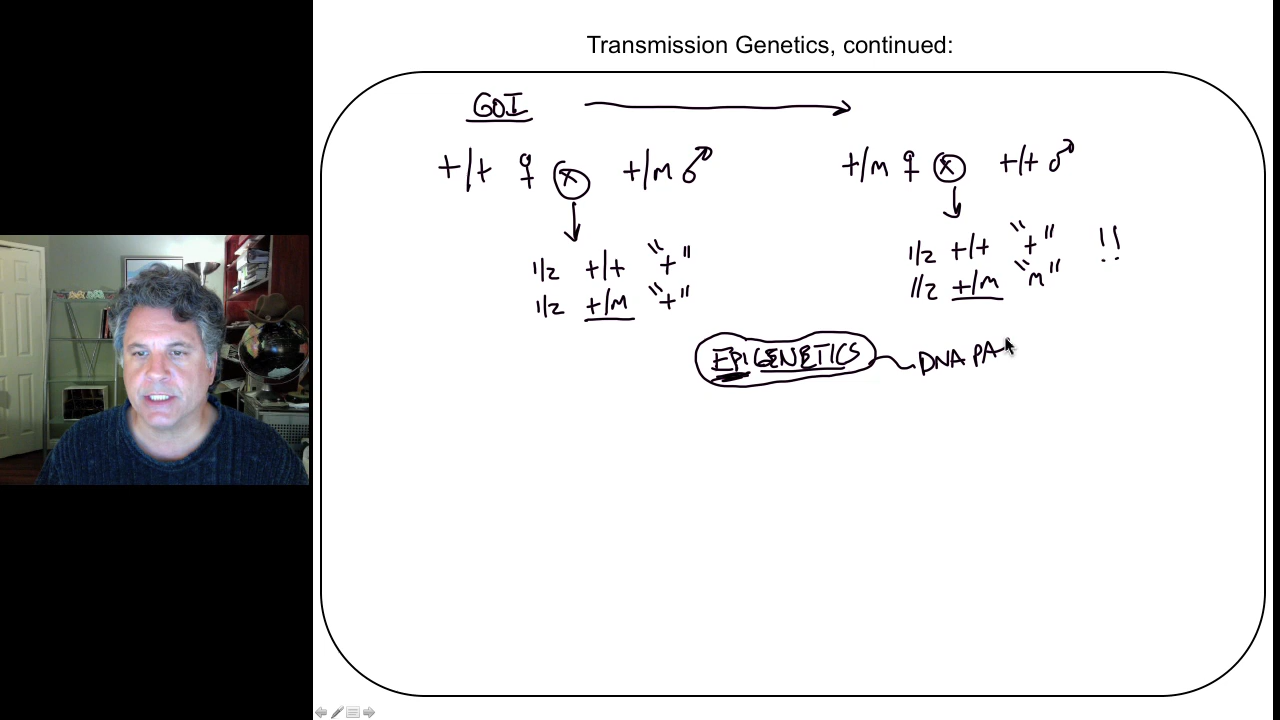 Transmission Genetics, continued:
GOI
+/+ ♀ ⓧ +/m ♂
+/m ♀ ⓧ +/+ ♂
1/2 +/+ "+"
1/2 +/m "+"
1/2 +/+ "+" !!
1/2 +/m "m"
EPIGENETICS
DNA PA